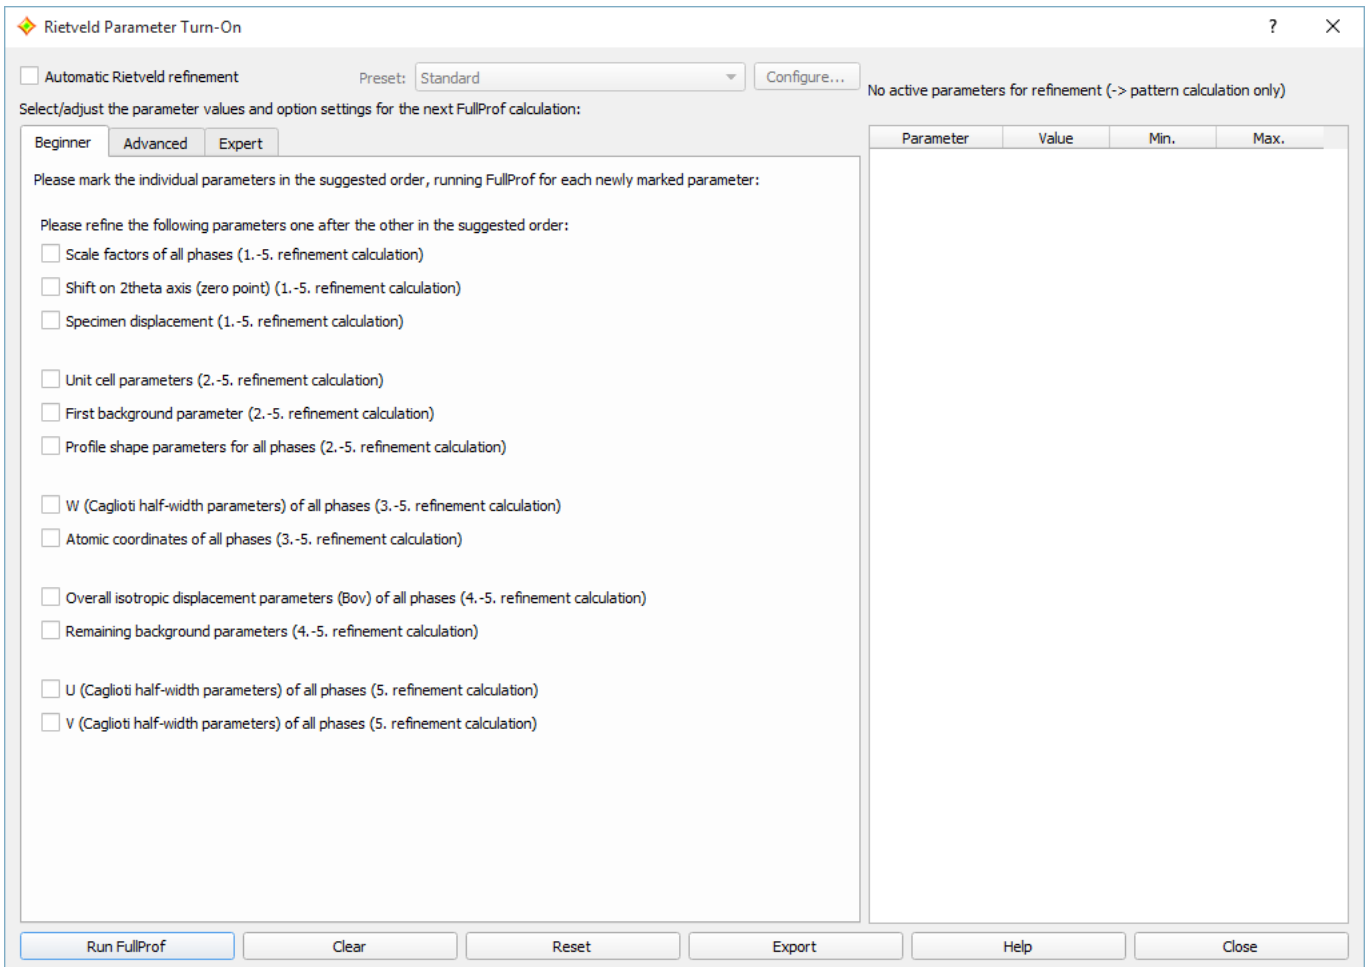 Rietveld Parameter Turn-On
?
Automatic Rietveld refinement
Preset:
Standard
Configure...
No active parameters for refinement (-> pattern calculation only)
Select/adjust the parameter values and option settings for the next FullProf calculation:
Beginner
Advanced
Expert
Parameter
Value
Min.
Max.
Please mark the individual parameters in the suggested order, running FullProf for each newly marked parameter:
Please refine the following parameters one after the other in the suggested order:
Scale factors of all phases (1.-5. refinement calculation)
Shift on 2theta axis (zero point) (1.-5. refinement calculation)
Specimen displacement (1.-5. refinement calculation)
Unit cell parameters (2.-5. refinement calculation)
First background parameter (2.-5. refinement calculation)
Profile shape parameters for all phases (2.-5. refinement calculation)
W (Caglioti half-width parameters) of all phases (3.-5. refinement calculation)
Atomic coordinates of all phases (3.-5. refinement calculation)
Overall isotropic displacement parameters (Bov) of all phases (4.-5. refinement calculation)
Remaining background parameters (4.-5. refinement calculation)
U (Caglioti half-width parameters) of all phases (5. refinement calculation)
V (Caglioti half-width parameters) of all phases (5. refinement calculation)
Run FullProf
Clear
Reset
Export
Help
Close